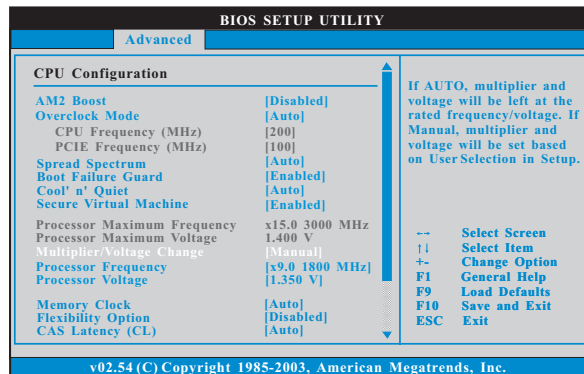 BIOS SETUP UTILITY
Advanced
CPU Configuration
AM2 Boost [Disabled]
Overclock Mode [Auto]
CPU Frequency (MHz) [200]
PCIE Frequency (MHz) [100]
Spread Spectrum [Auto]
Boot Failure Guard [Enabled]
Cool' n' Quiet [Auto]
Secure Virtual Machine [Enabled]
Processor Maximum Frequency x15.0 3000 MHz
Processor Maximum Voltage 1.400 V
Multiplier/Voltage Change [Manual]
Processor Frequency [x9.0 1800 MHz]
Processor Voltage [1.350 V]
Memory Clock [Auto]
Flexibility Option [Disabled]
CAS Latency (CL) [Auto]
If AUTO, multiplier and
voltage will be left at the
rated frequency/voltage. If
Manual, multiplier and
voltage will be set based
on User Selection in Setup.
←→ Select Screen
↑↓ Select Item
+- Change Option
F1 General Help
F9 Load Defaults
F10 Save and Exit
ESC Exit
v02.54 (C) Copyright 1985-2003, American Megatrends, Inc.